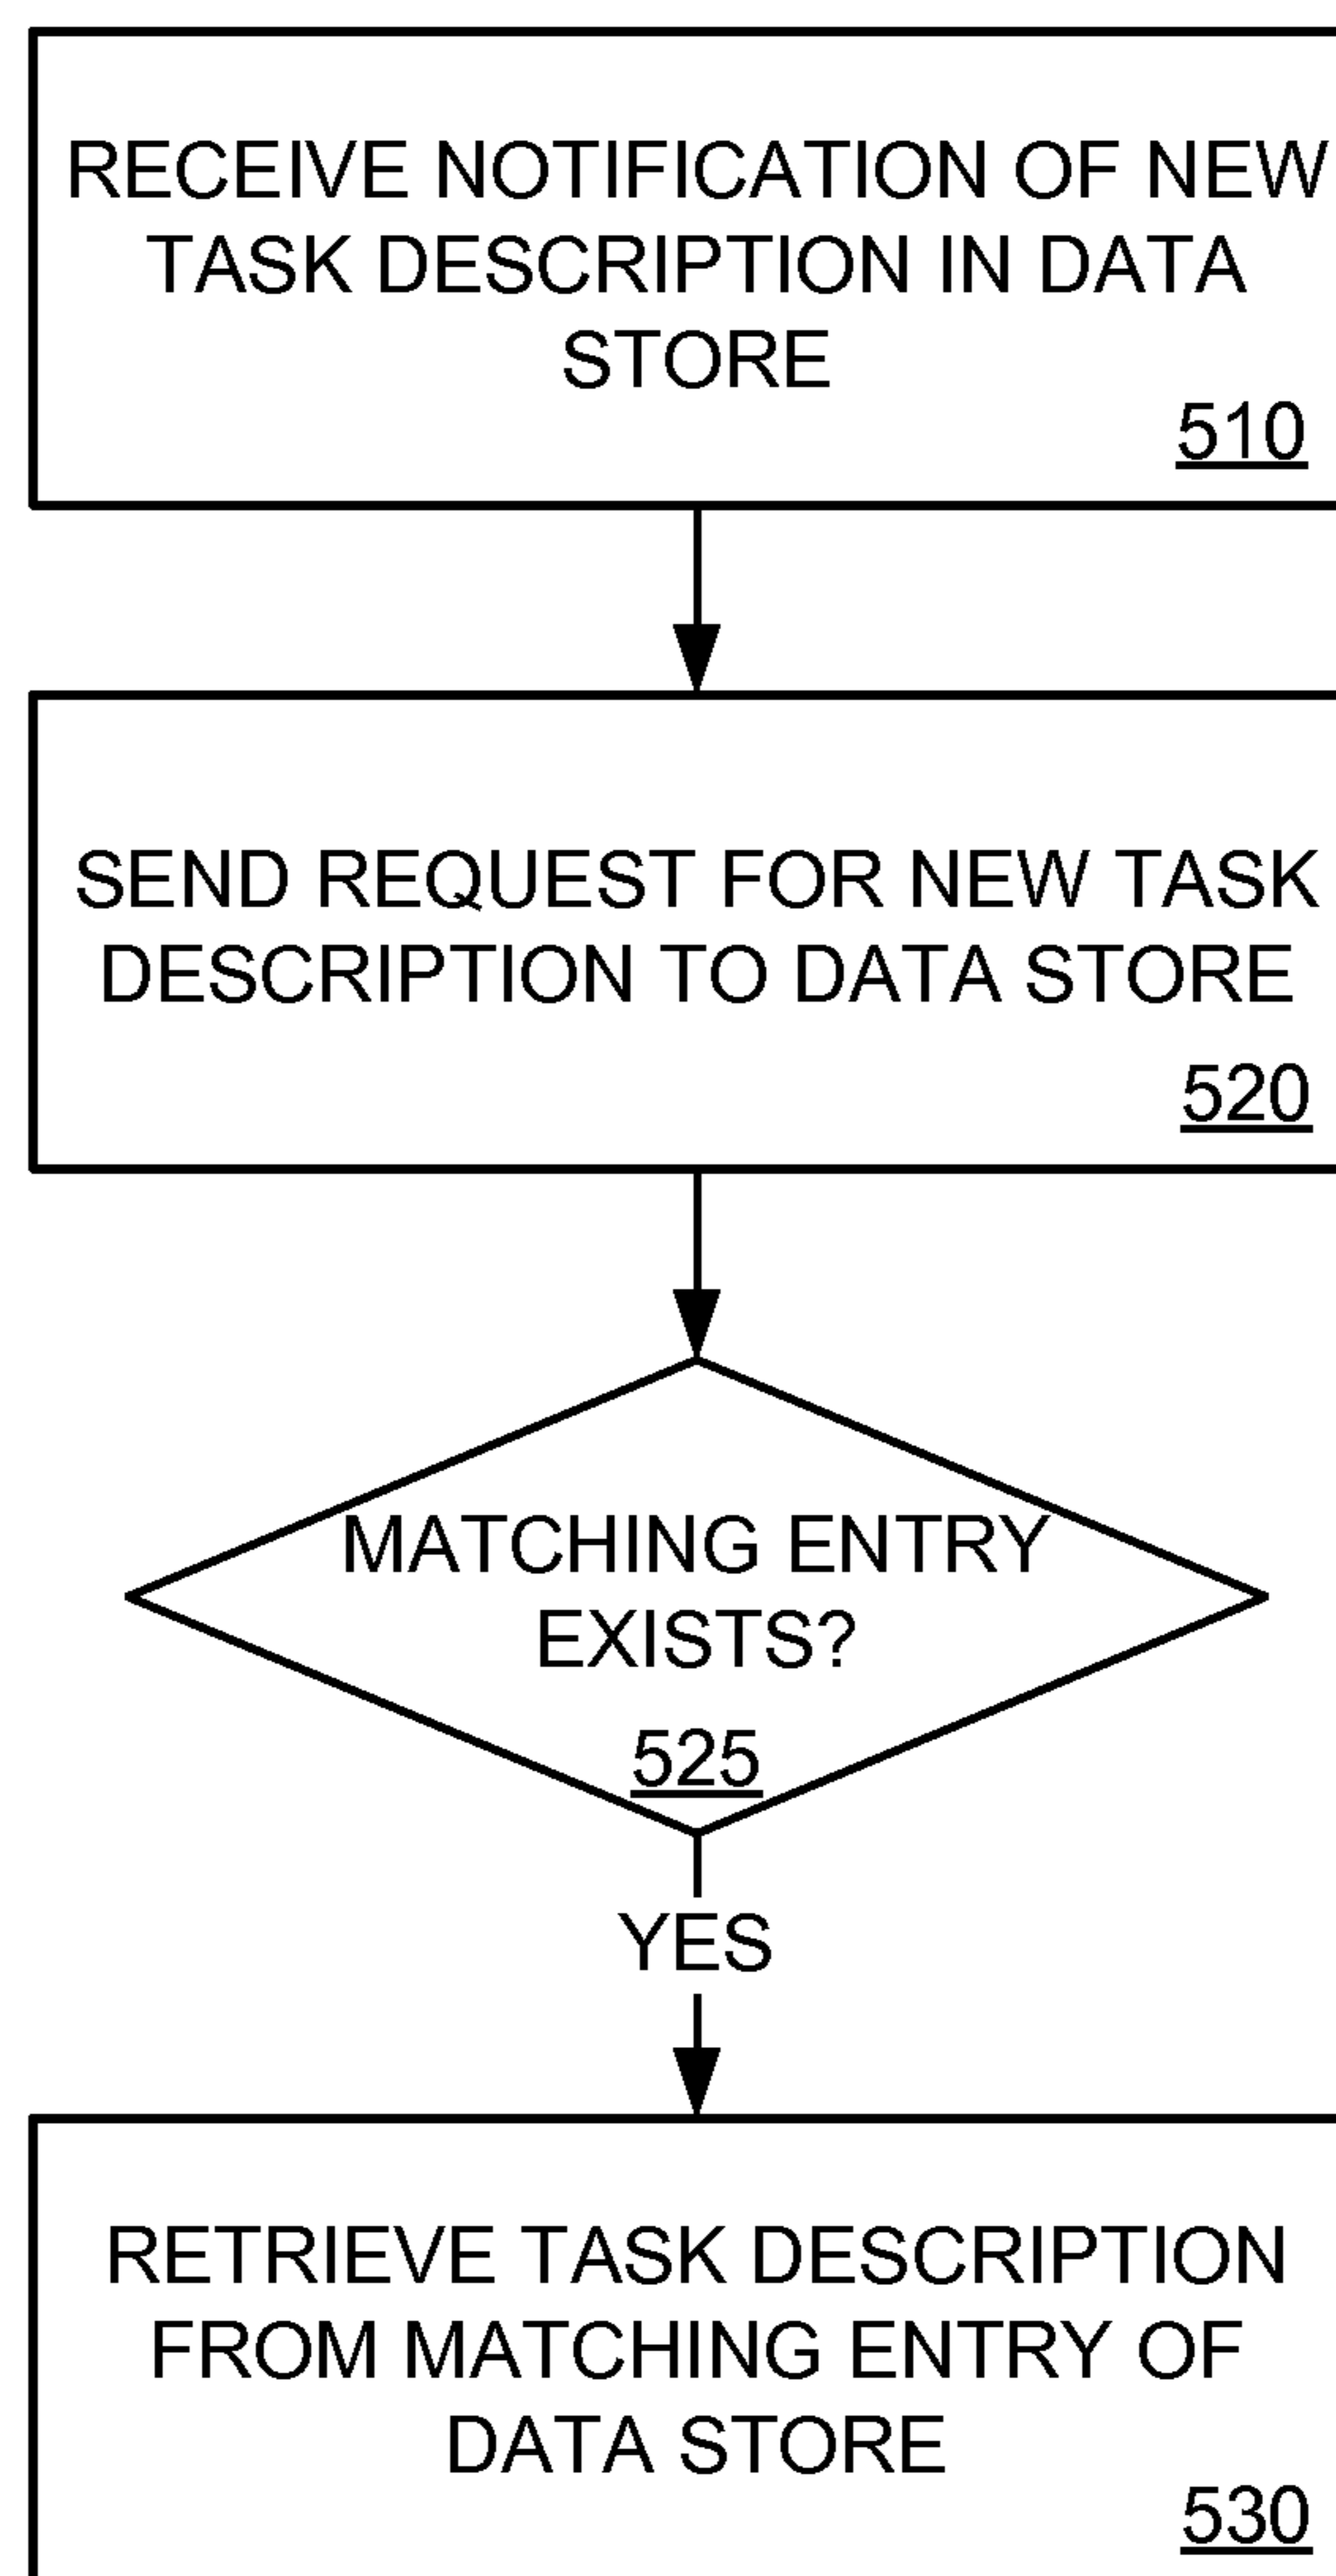 RECEIVE NOTIFICATION OF NEW
TASK DESCRIPTION IN DATA
STORE
510
SEND REQUEST FOR NEW TASK
DESCRIPTION TO DATA STORE
520
MATCHING ENTRY
EXISTS?
525
YES
RETRIEVE TASK DESCRIPTION
FROM MATCHING ENTRY OF
DATA STORE
530